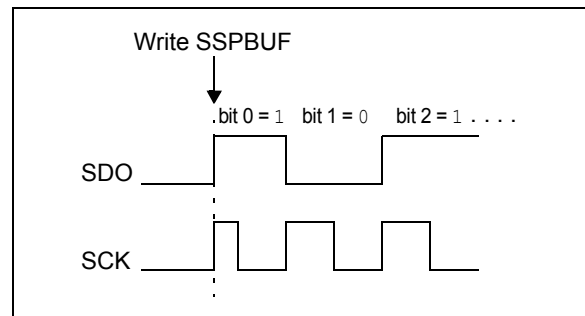 Write SSPBUF
bit 0 = 1 bit 1 = 0 bit 2 = 1 . . . .
SDO
SCK